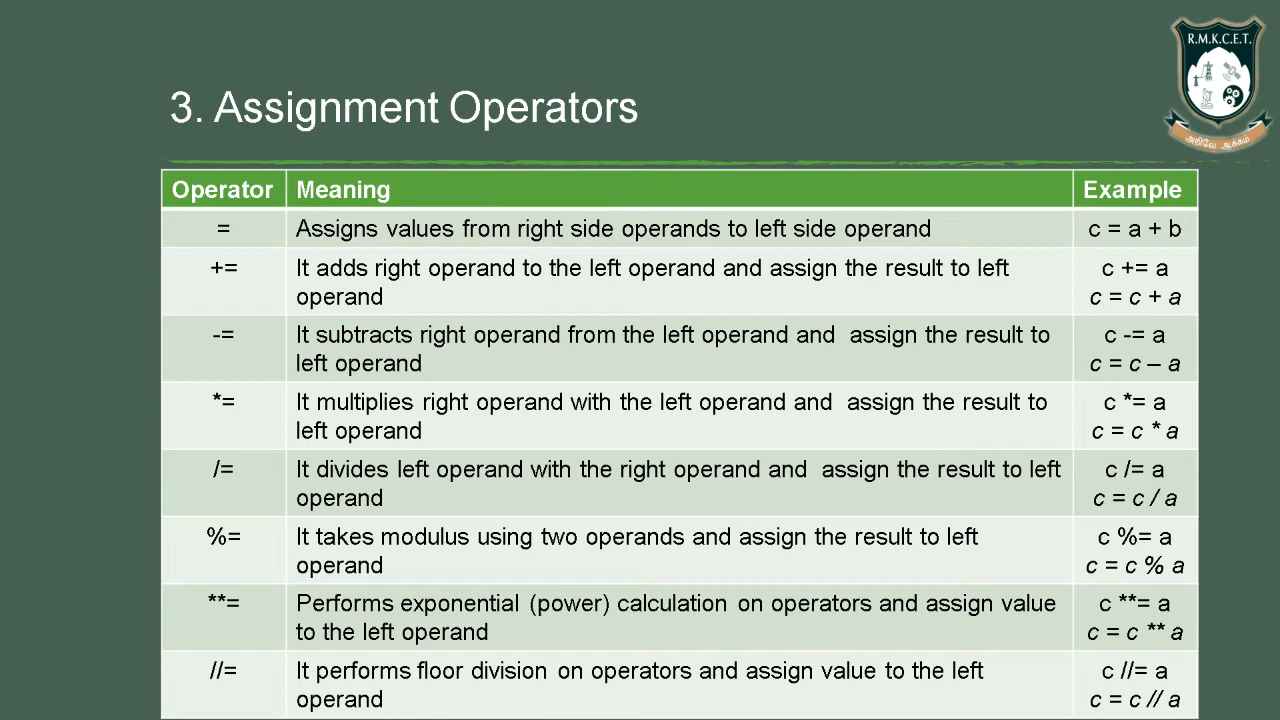 R.M.K.C.E.T.
அறிவே ஆக்கம்
3. Assignment Operators
Operator Meaning Example
= Assigns values from right side operands to left side operand c = a + b
+= It adds right operand to the left operand and assign the result to left c += a
operand c = c + a
-= It subtracts right operand from the left operand and assign the result to c -= a
left operand c = c – a
*= It multiplies right operand with the left operand and assign the result to c *= a
left operand c = c * a
/= It divides left operand with the right operand and assign the result to left c /= a
operand c = c / a
%= It takes modulus using two operands and assign the result to left c %= a
operand c = c % a
**= Performs exponential (power) calculation on operators and assign value c **= a
to the left operand c = c ** a
//= It performs floor division on operators and assign value to the left c //= a
operand c = c // a